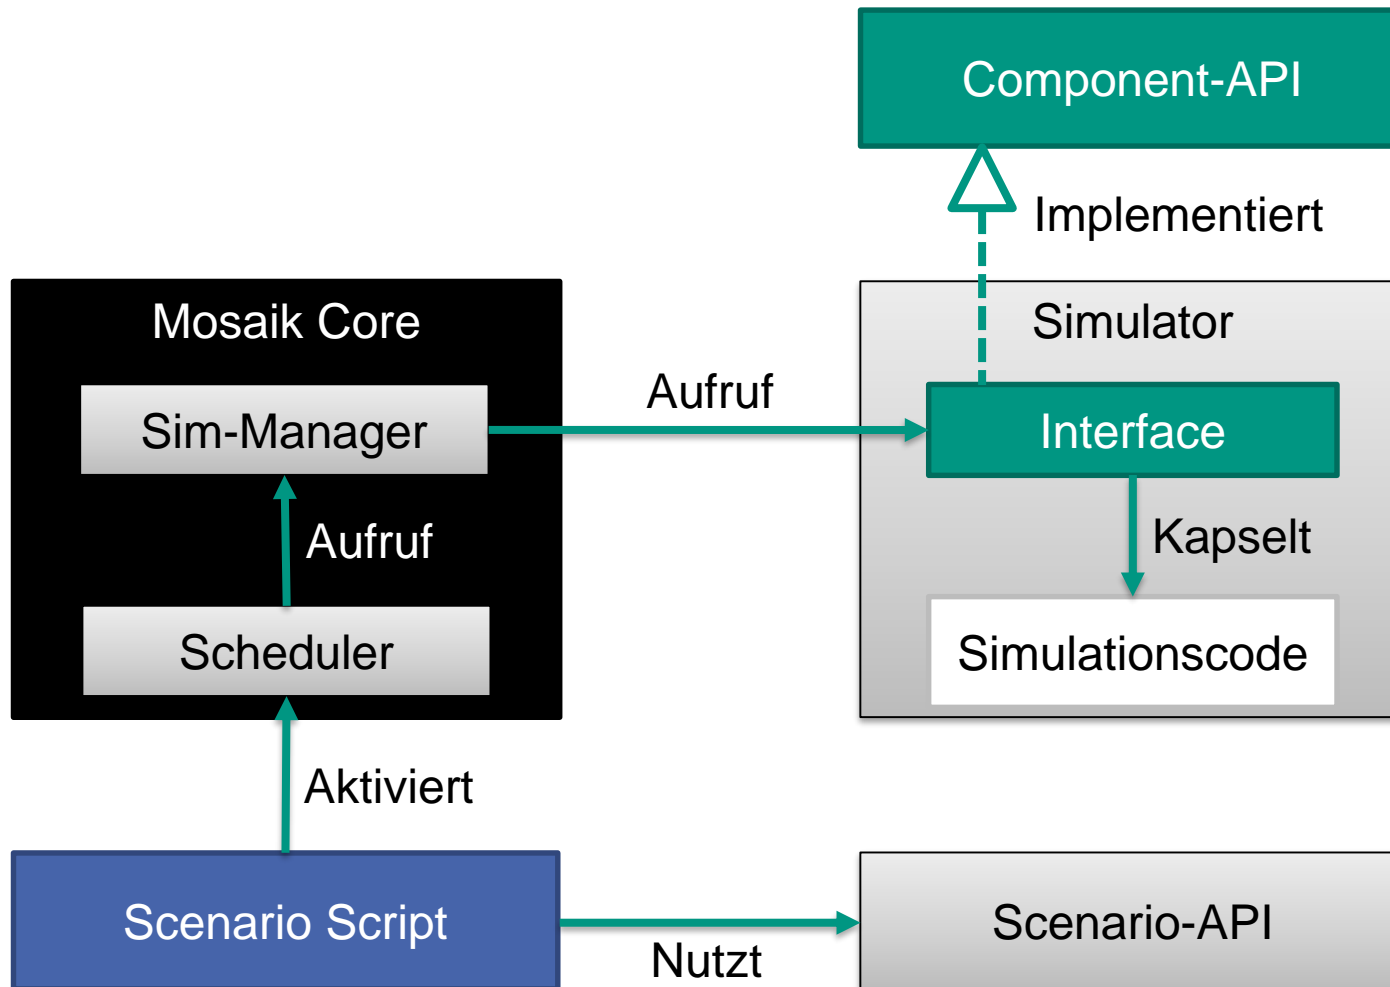 Component-API
Implementiert
Mosaik Core
Simulator
Sim-Manager
Aufruf
Interface
Aufruf
Kapselt
Scheduler
Simulationscode
Aktiviert
Scenario Script
Nutzt
Scenario-API